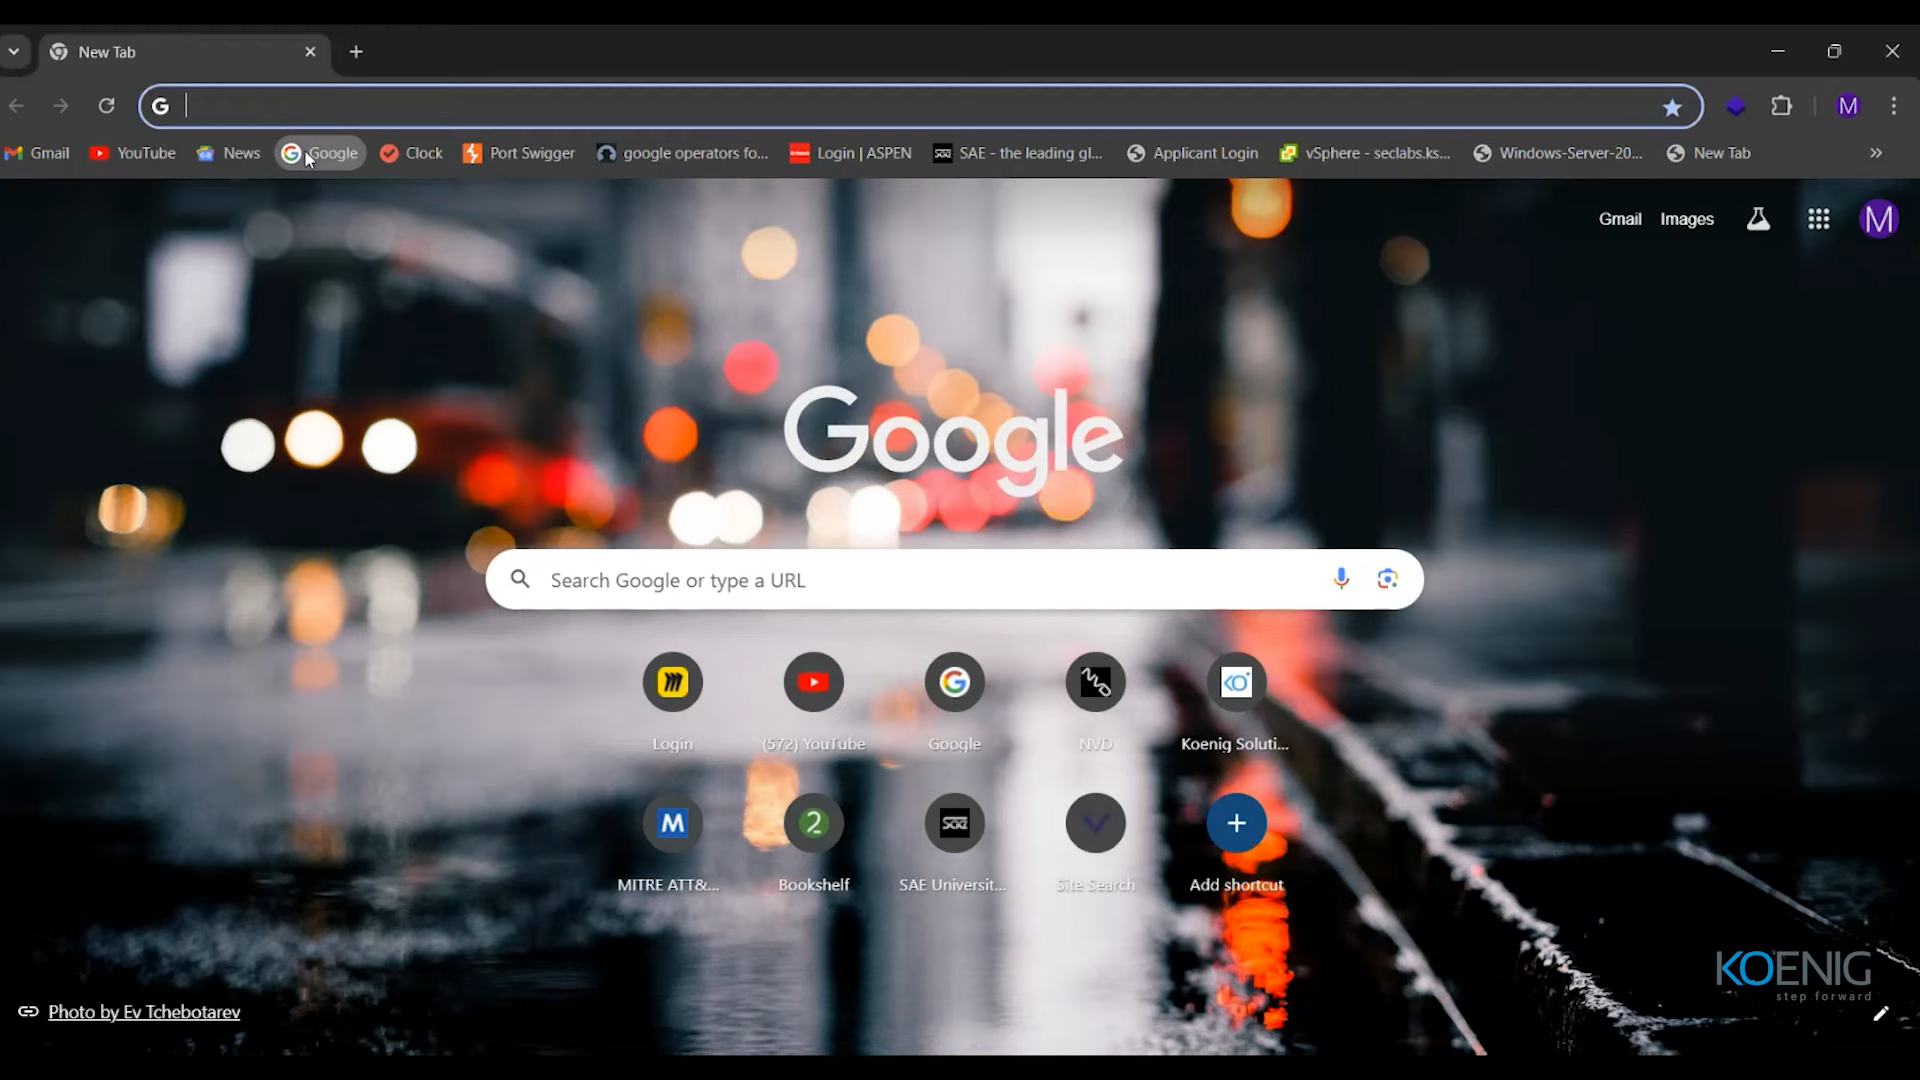 New Tab
Gmail YouTube News Google Clock Port Swigger google operators fo... Login | ASPEN SAE - the leading gl... Applicant Login vSphere - seclabs.ks... Windows-Server-20... New Tab
Gmail Images M
Google
Search Google or type a URL
Login (572) YouTube Google NVD Koenig Soluti...
MITRE ATT&... Bookshelf SAE Universit... Site Search Add shortcut
KOENIG
step forward
Photo by Ev Tchebotarev